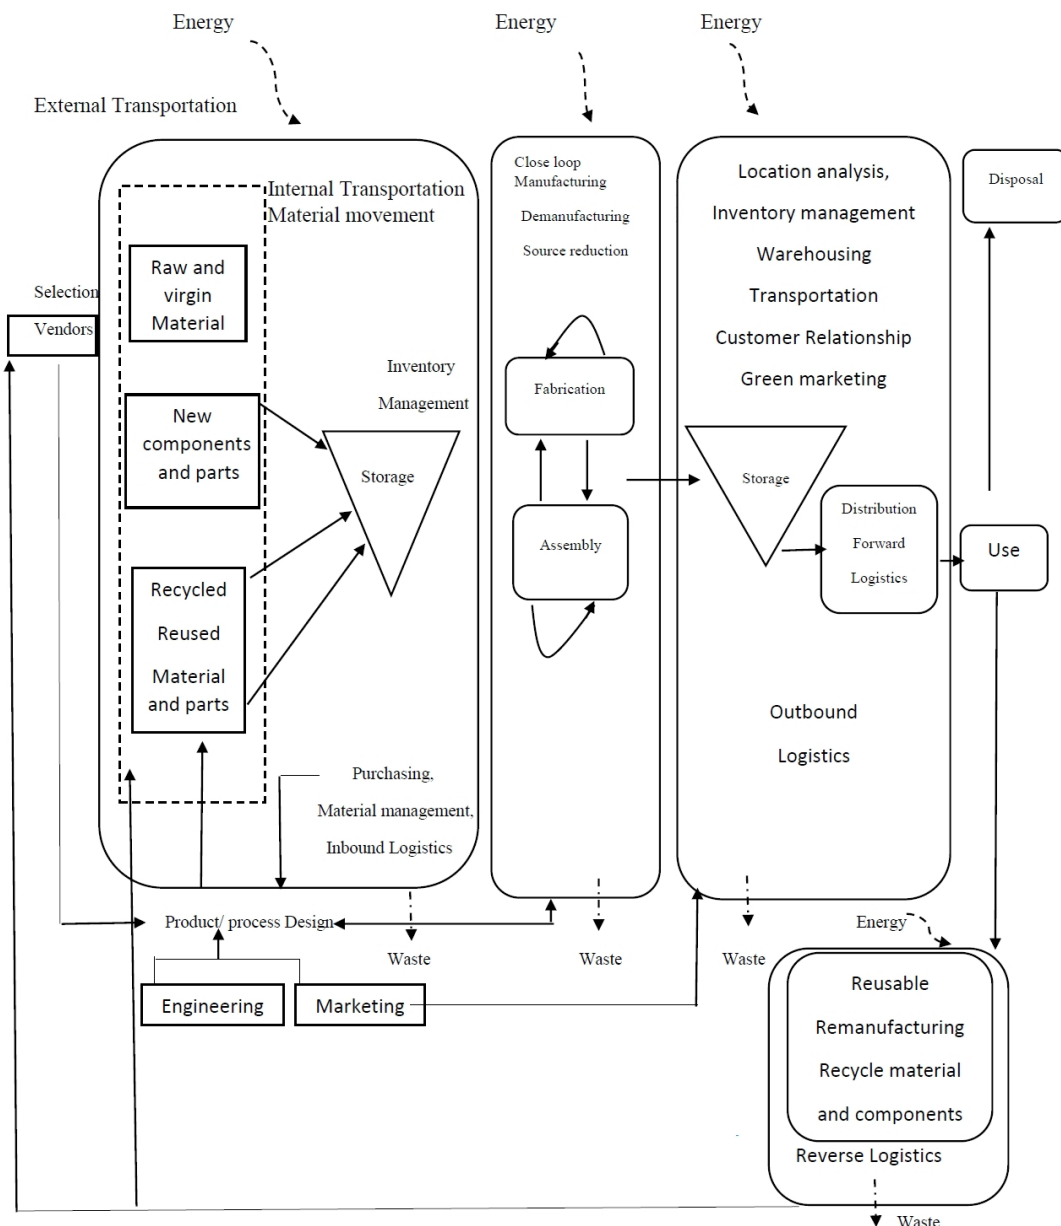 Energy
Energy
Energy
External Transportation
Internal Transportation
Material movement
Raw and
virgin
Material
Selection
Vendors
New
components
and parts
Recycled
Reused
Material
and parts
Inventory
Management
Storage
Purchasing,
Material management,
Inbound Logistics
Close loop
Manufacturing
Demanufacturing
Source reduction
Fabrication
Assembly
Location analysis,
Inventory management
Warehousing
Transportation
Customer Relationship
Green marketing
Storage
Distribution
Forward
Logistics
Outbound
Logistics
Disposal
Use
Product/ process Design
Waste
Waste
Waste
Engineering
Marketing
Energy
Reusable
Remanufacturing
Recycle material
and components
Reverse Logistics
Waste